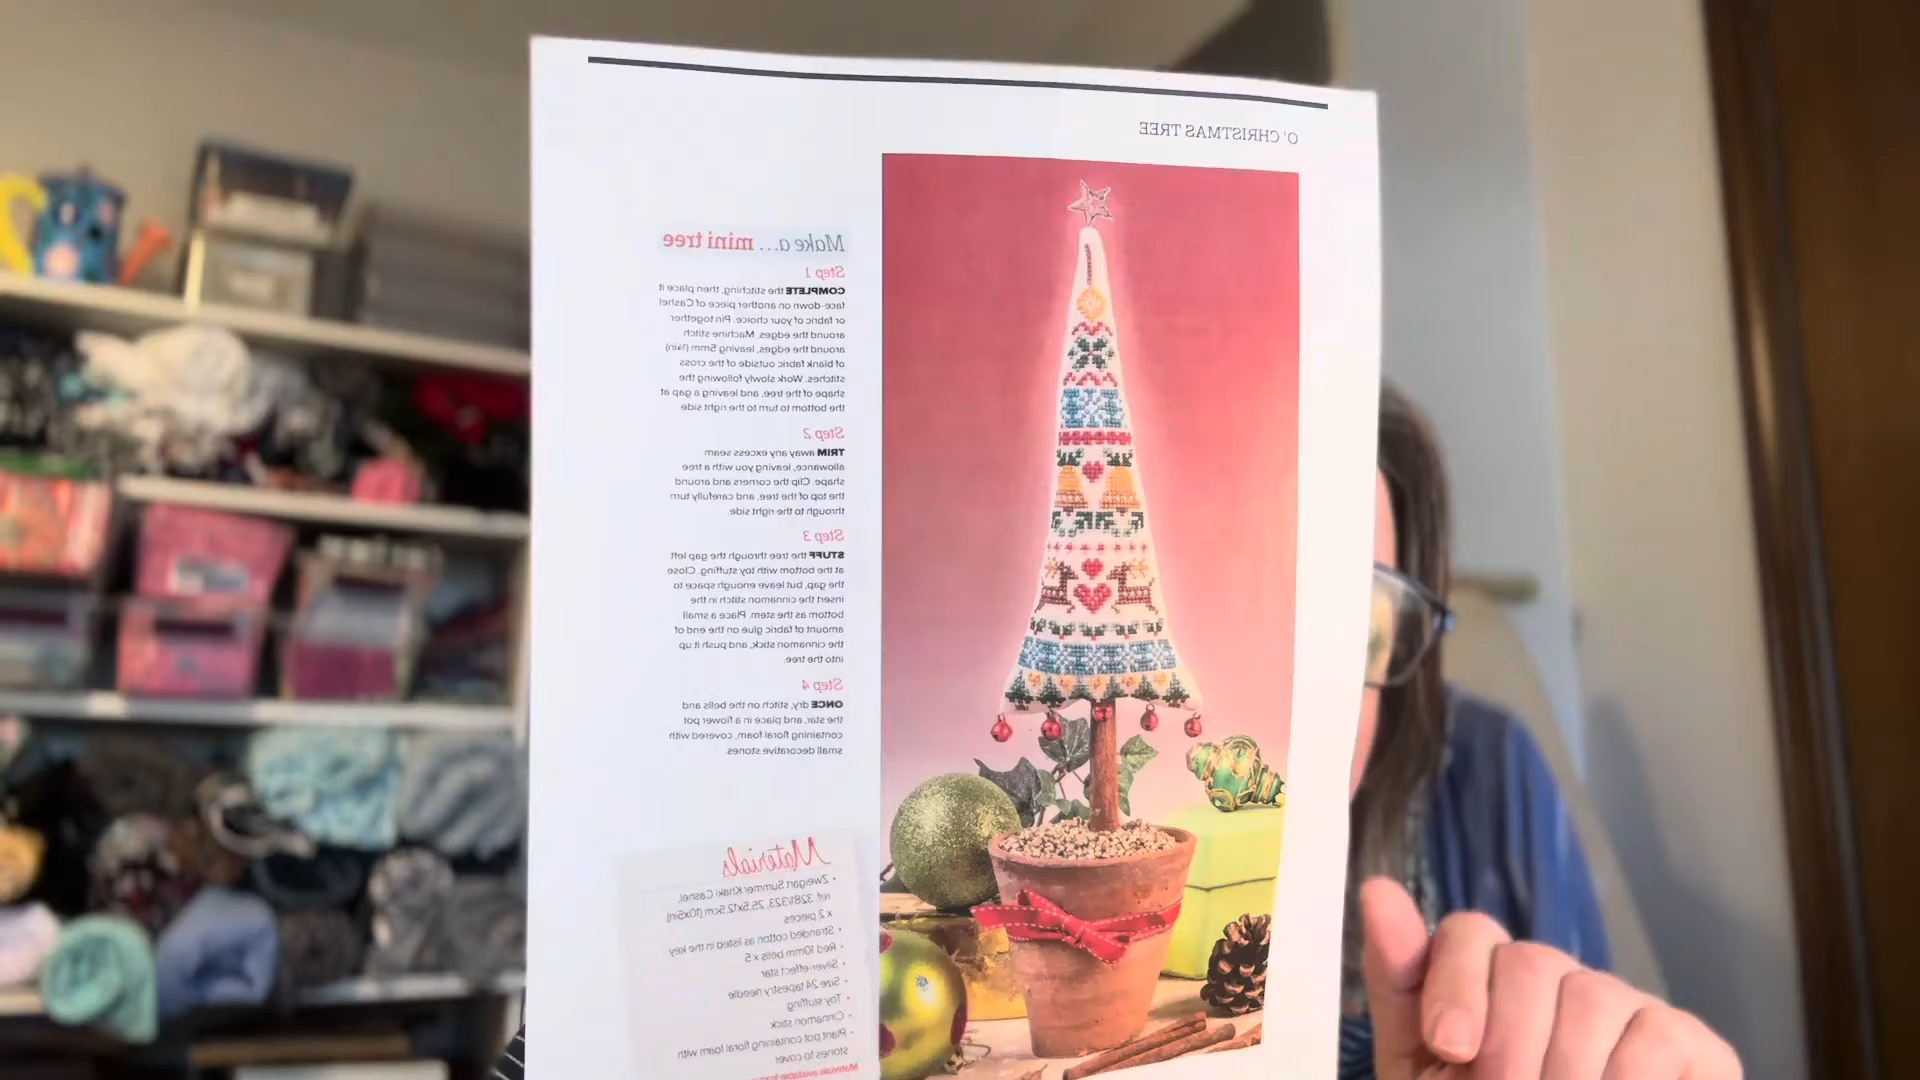 O' CHRISTMAS TREE
Make a... mini tree
Step 1
COMPLETE the stitching, then place it
face-down on another piece of Cashel
or fabric of your choice. Pin together
around the edges. Machine stitch
around the edges, leaving 5mm (¼in)
of blank fabric outside of the cross
stitches. Work slowly following the
shape of the tree, and leaving a gap at
the bottom to turn to the right side
Step 2
TRIM away any excess seam
allowance, leaving you with a tree
shape. Clip the corners and around
the top of the tree, and carefully turn
through to the right side.
Step 3
STUFF the tree through the gap left
at the bottom with toy stuffing. Close
the gap, but leave enough space to
insert the cinnamon stitch in the
bottom as the stem. Place a small
amount of fabric glue on the end of
the cinnamon stick, and push it up
into the tree.
Step 4
ONCE dry, stitch on the bells and
the star, and place in a flower pot
containing floral foam, covered with
small decorative stones.
Materials
• Zweigart Summer Khaki Cashel,
ref. 3281/323, 25.5x12.5cm (10x5in)
x 2 pieces
• Stranded cotton as listed in the key
• Red 10mm bells x 5
• Silver-effect star
• Size 24 tapestry needle
• Toy stuffing
• Cinnamon stick
• Plant pot containing floral foam with
stones to cover
Materials available from